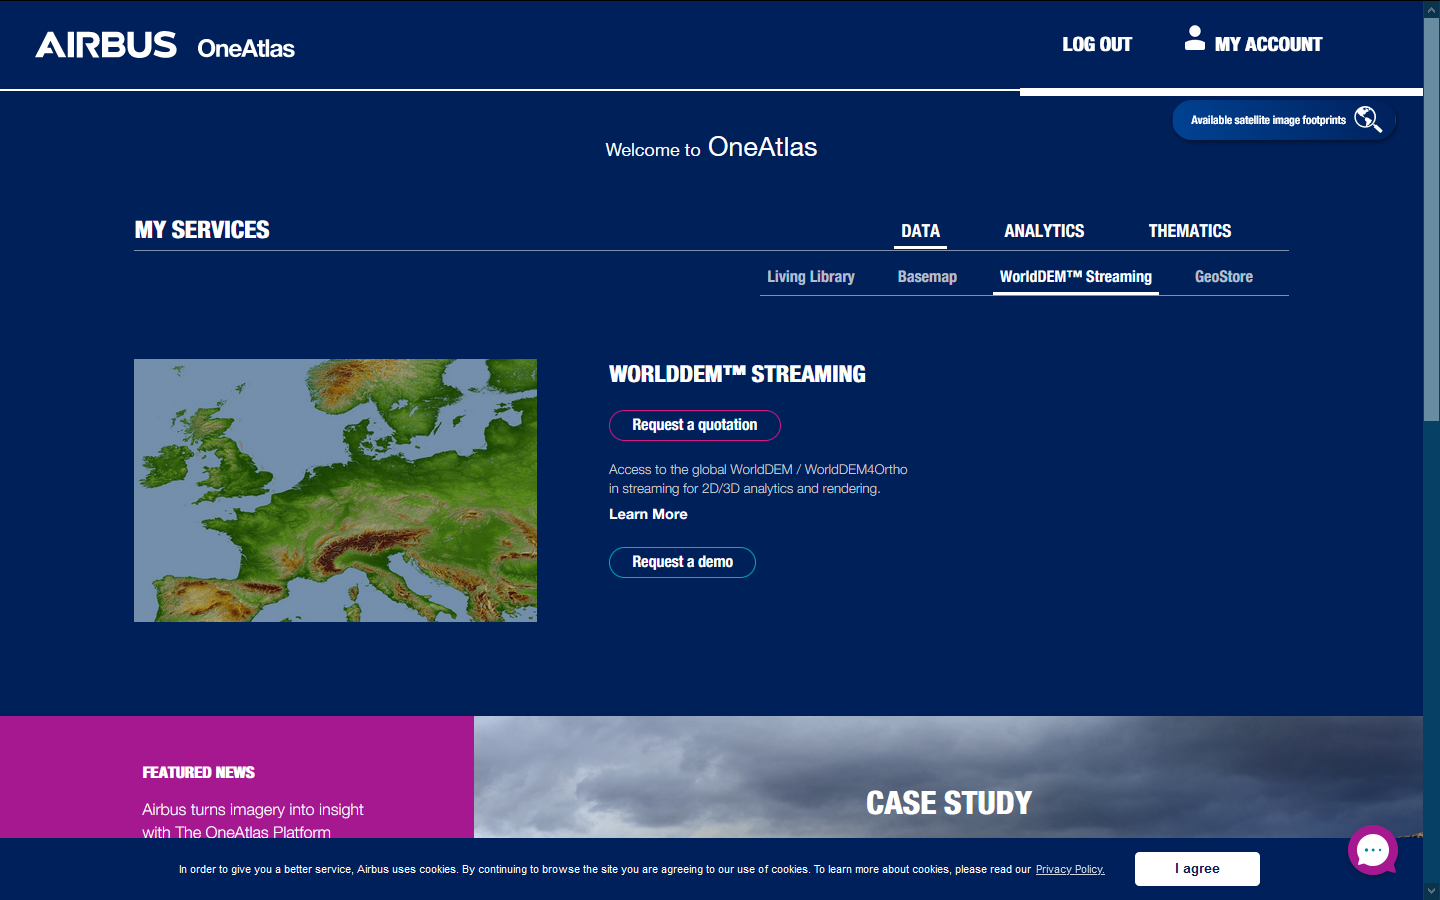 AIRBUS OneAtlas
LOG OUT
MY ACCOUNT
Available satellite image footprints
Welcome to OneAtlas
MY SERVICES
DATA
ANALYTICS
THEMATICS
Living Library
Basemap
WorldDEM™ Streaming
GeoStore
WORLDDEM™ STREAMING
Request a quotation
Access to the global WorldDEM / WorldDEM4Ortho
in streaming for 2D/3D analytics and rendering.
Learn More
Request a demo
FEATURED NEWS
Airbus turns imagery into insight
with The OneAtlas Platform
CASE STUDY
In order to give you a better service, Airbus uses cookies. By continuing to browse the site you are agreeing to our use of cookies. To learn more about cookies, please read our Privacy Policy.
I agree